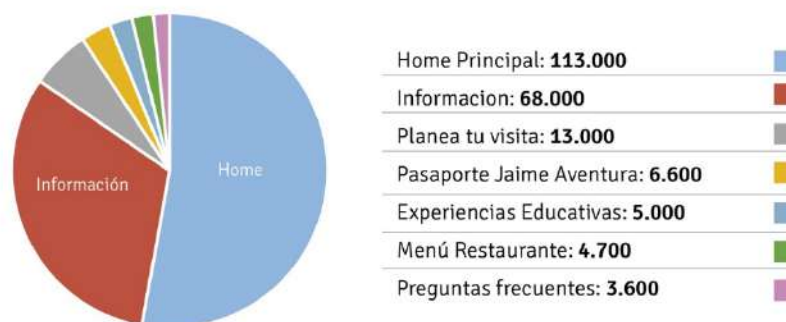 Información
Home
Home Principal: 113.000
Informacion: 68.000
Planea tu visita: 13.000
Pasaporte Jaime Aventura: 6.600
Experiencias Educativas: 5.000
Menú Restaurante: 4.700
Preguntas frecuentes: 3.600